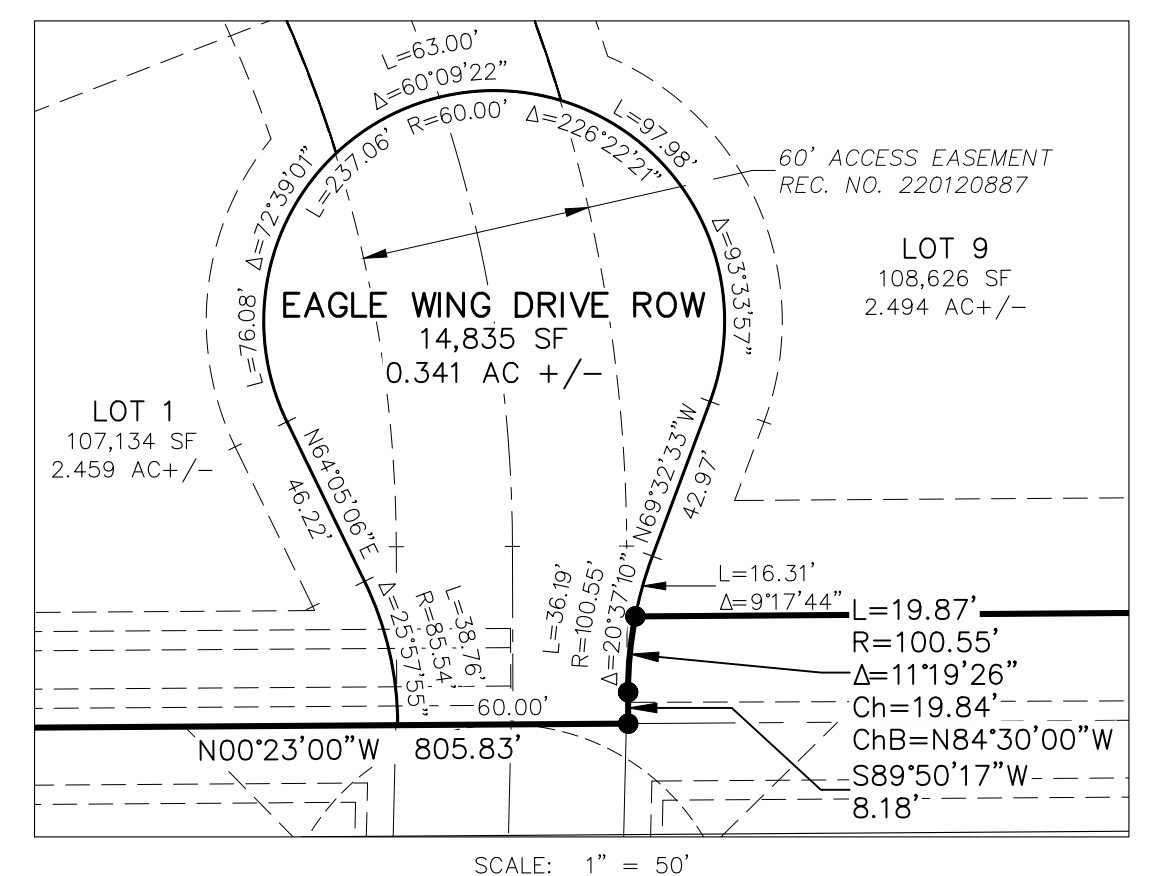 L=63.00'
Δ=60°09'22"
R=60.00'
Δ=226°22'21"
L=97.98'
L=237.06'
Δ=72°39'01"
60' ACCESS EASEMENT
REC. NO. 220120887
Δ=93°33'57"
LOT 9
108,626 SF
2.494 AC+/-
EAGLE WING DRIVE ROW
14,835 SF
0.341 AC +/-
L=76.08'
LOT 1
107,134 SF
2.459 AC+/-
N64°05'06"E
46.22'
N69°32'33"W
42.97'
L=38.76'
R=85.54'
Δ=25°57'55"
L=36.19'
R=100.55'
Δ=20°37'10"
L=16.31'
Δ=9°17'44"
L=19.87'
R=100.55'
Δ=11°19'26"
Ch=19.84'
ChB=N84°30'00"W
S89°50'17"W
8.18'
60.00'
N00°23'00"W 805.83'
SCALE: 1" = 50'